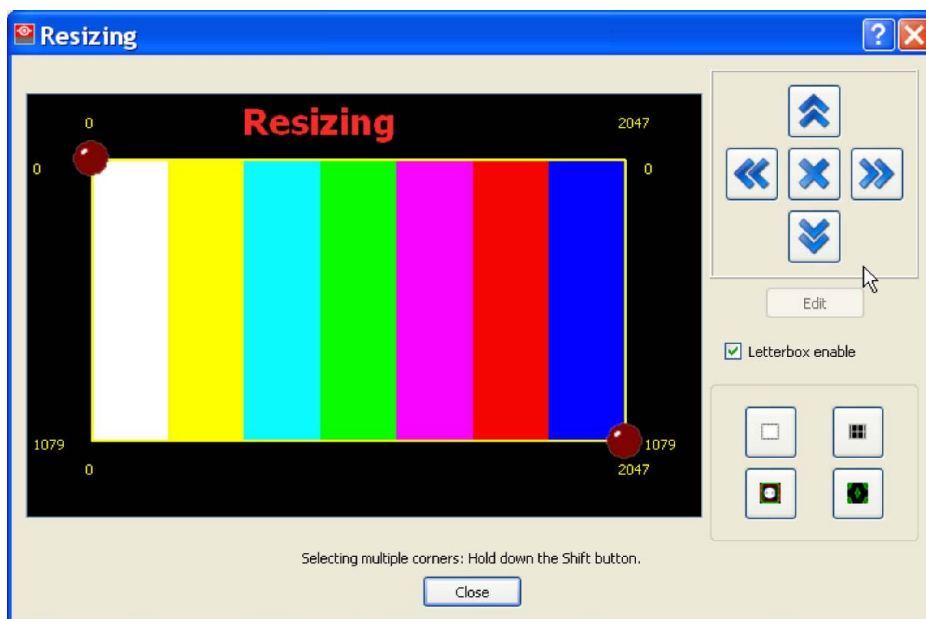 Resizing
Resizing
0
2047
0
0
1079
1079
0
2047
Edit
Letterbox enable
Selecting multiple corners: Hold down the Shift button.
Close